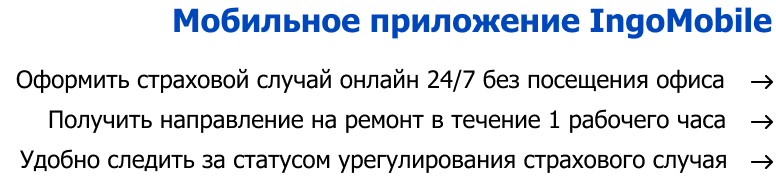 Мобильное приложение IngoMobile
Оформить страховой случай онлайн 24/7 без посещения офиса →
Получить направление на ремонт в течение 1 рабочего часа →
Удобно следить за статусом урегулирования страхового случая →